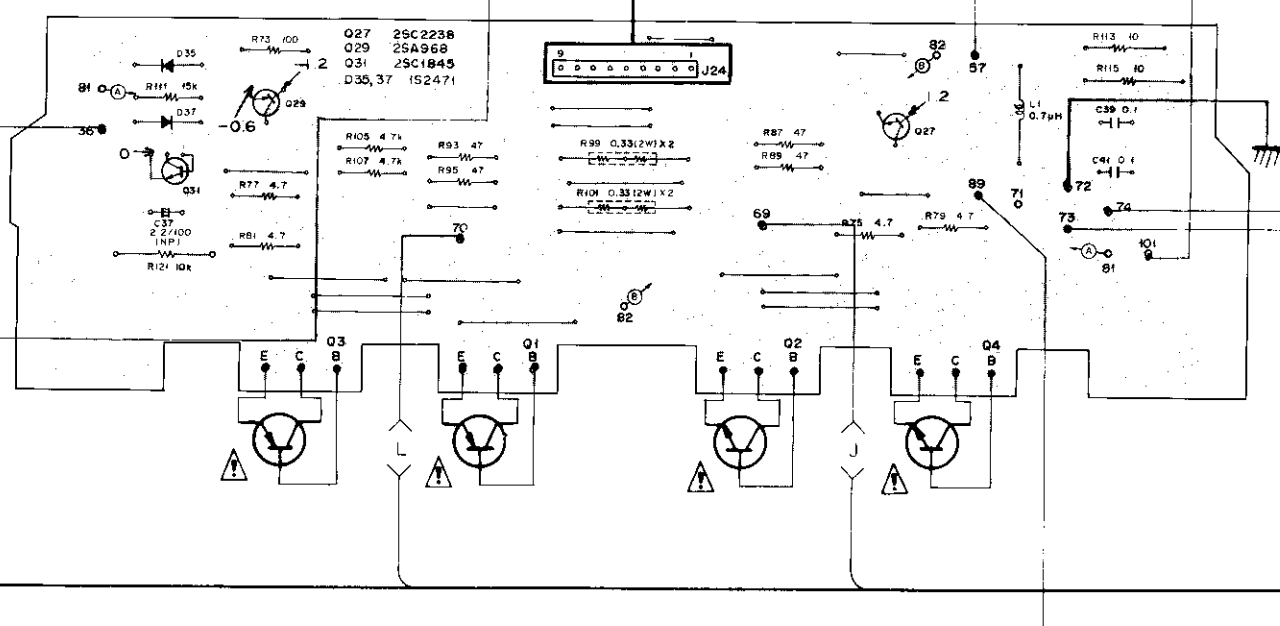 Q27 2SC2238
Q29 2SA968
Q31 2SC1845
D35,37 1S2471
R73 100
-1.2
Q29
-0.6
D35
81
A
R111 15k
D37
36
0
Q31
C37
2.2/100
(NP)
R121 10k
R77 4.7
R81 4.7
R105 4.7k
R107 4.7k
R93 47
R95 47
70
9
1
J24
R99 0.33(2W)X2
R101 0.33(2W)X2
B
82
R87 47
R89 47
69
R75 4.7
R79 4.7
82
B
57
1.2
Q27
L1
0.7μH
89
71
R113 10
R115 10
C39 0.1
C41 0.1
72
74
73
A
81
101
Q3
E C B
Q1
E C B
Q2
E C B
Q4
E C B
L
J
!
!
!
!